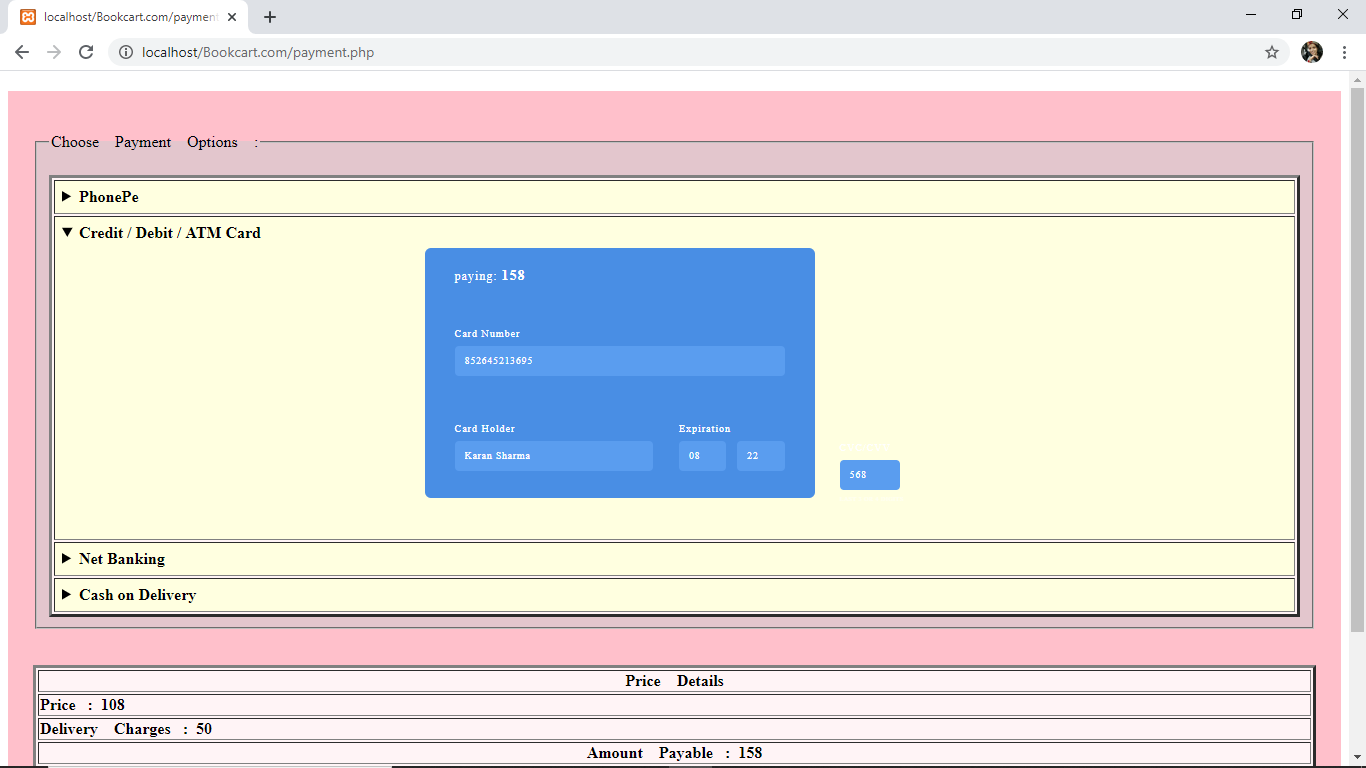 localhost/Bookcart.com/payment
localhost/Bookcart.com/payment.php
Choose Payment Options :
PhonePe
Credit / Debit / ATM Card
paying: 158
Card Number
852645213695
Card Holder Expiration
Karan Sharma 08 22
568
Net Banking
Cash on Delivery
Price Details
Price : 108
Delivery Charges : 50
Amount Payable : 158